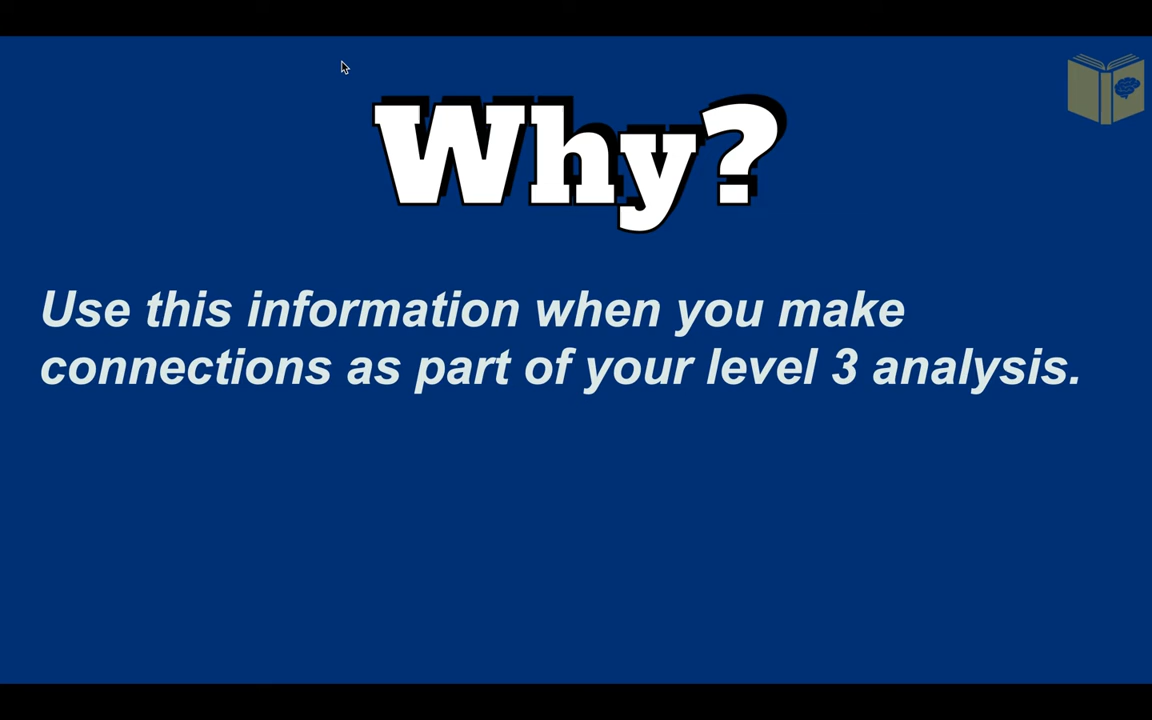 Why?
Use this information when you make
connections as part of your level 3 analysis.